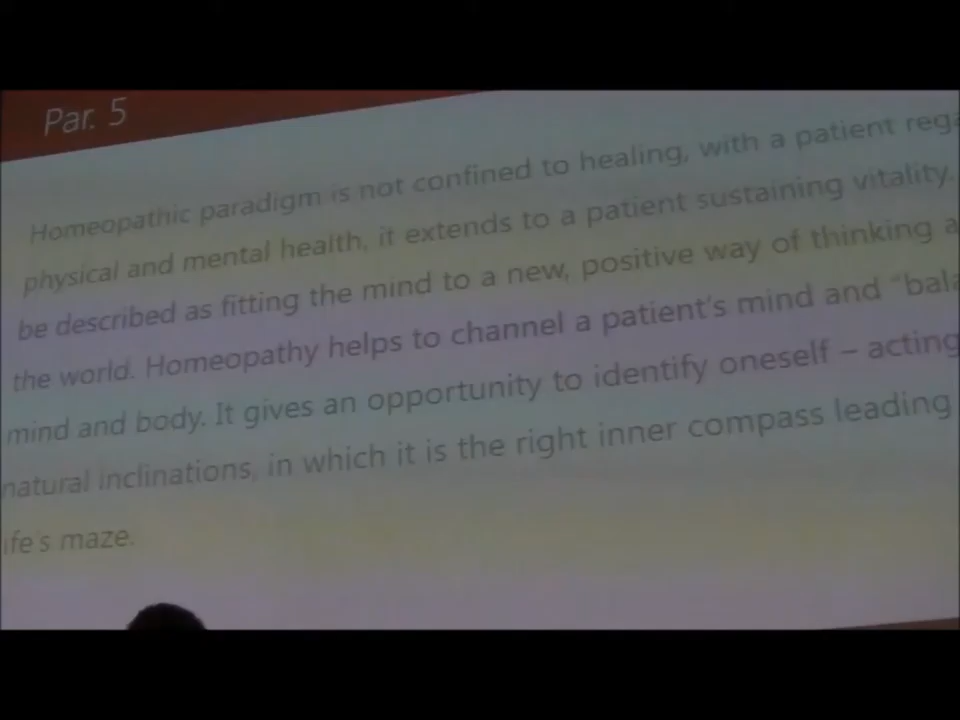 Par. 5
Homeopathic paradigm is not confined to healing, with a patient
physical and mental health, it extends to a patient sustaining vitality.
be described as fitting the mind to a new, positive way of thinking
the world. Homeopathy helps to channel a patient's mind and
mind and body. It gives an opportunity to identify oneself – acting
natural inclinations, in which it is the right inner compass leading
maze.